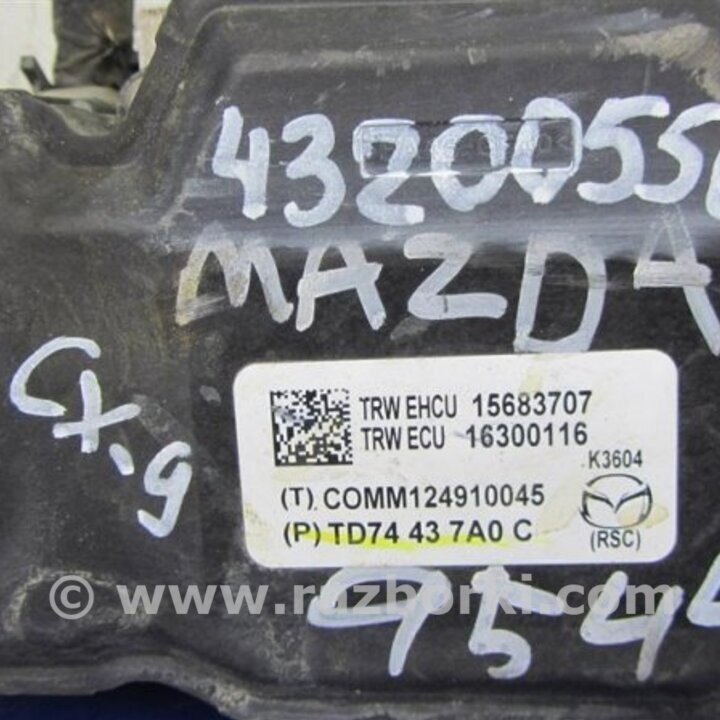 4320055
MAZDA
Cx-9
TRW EHCU 15683707
TRW ECU 16300116
K3604
(T) COMM124910045
(P) TD74 43 7A0 C
(RSC)
© www.razborki.com
954